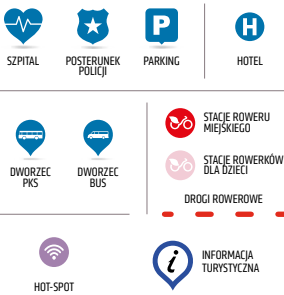 P
H
SZPITAL
POSTERUNEK
POLICJI
PARKING
HOTEL
STACJE ROWERU
MIEJSKIEGO
STACJE ROWERKÓW
DLA DZIECI
DWORZEC
PKS
DWORZEC
BUS
DROGI ROWEROWE
i
INFORMACJA
TURYSTYCZNA
HOT-SPOT